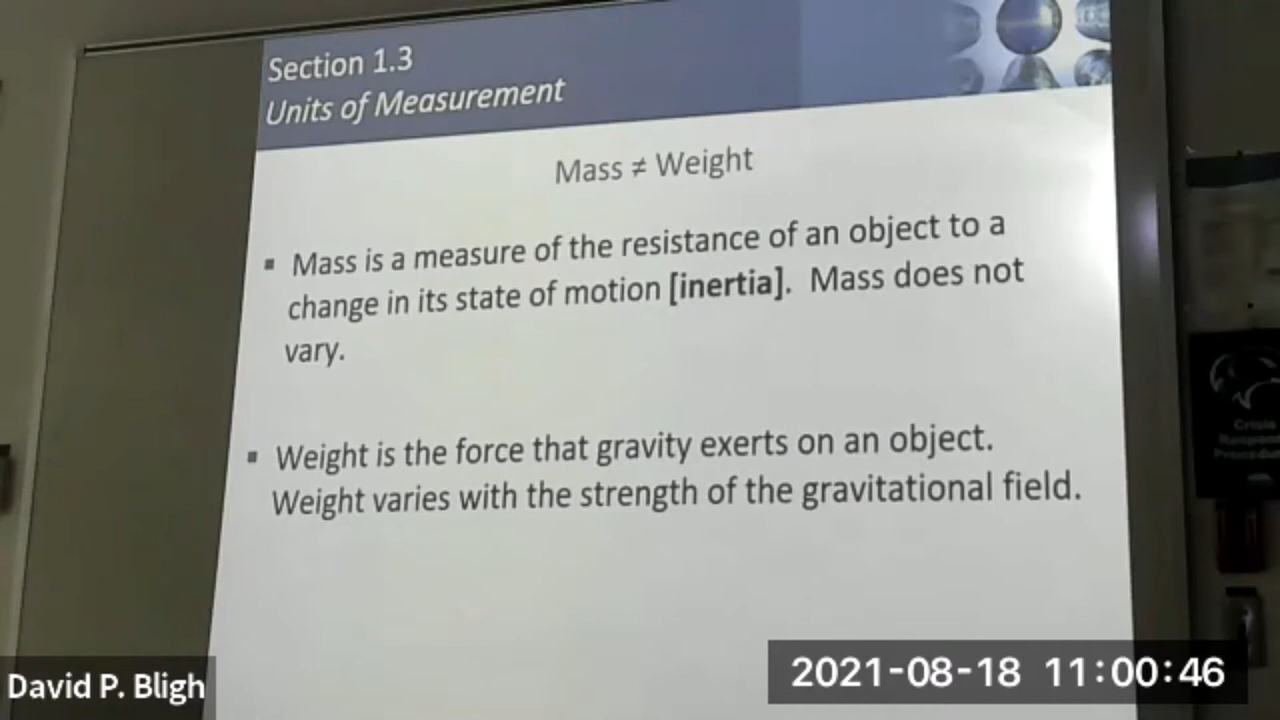 Section 1.3
Units of Measurement
Mass ≠ Weight
▪ Mass is a measure of the resistance of an object to a
change in its state of motion [inertia]. Mass does not
vary.
▪ Weight is the force that gravity exerts on an object.
Weight varies with the strength of the gravitational field.
Crisis
David P. Bligh
2021-08-18 11:00:46